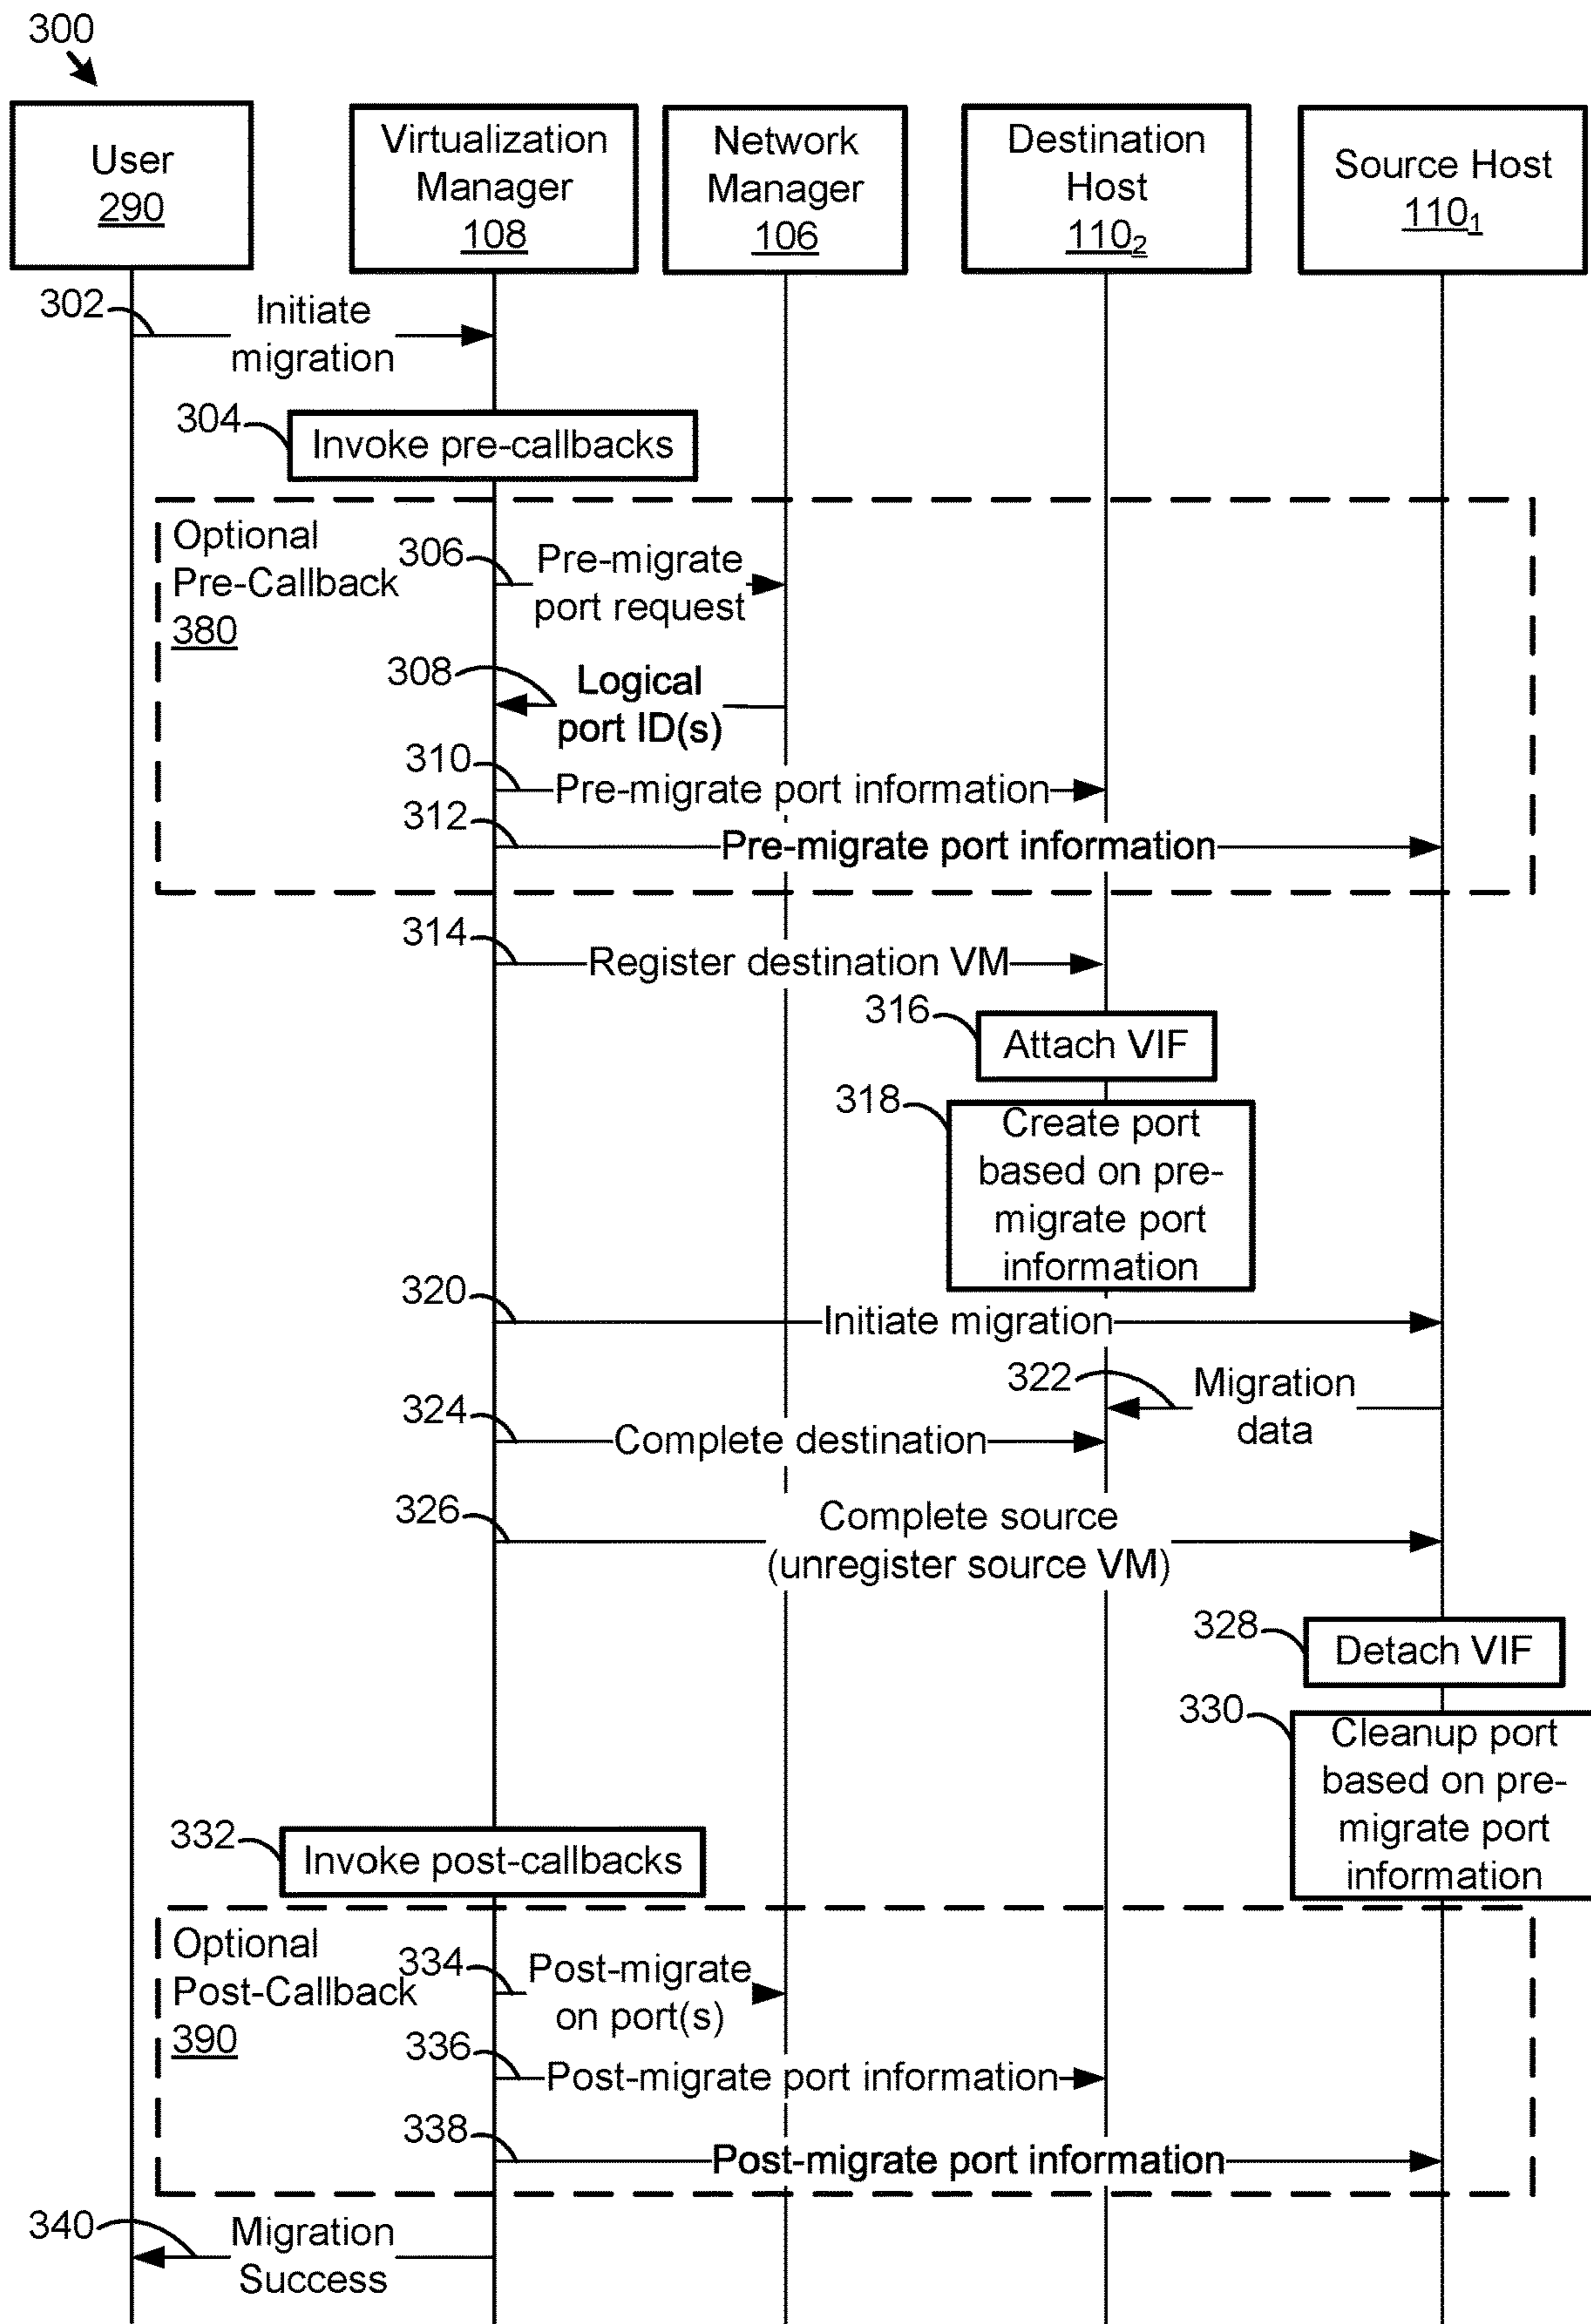 300
User
290
Virtualization
Manager
108
Network
Manager
106
Destination
Host
110₂
Source Host
110₁
302
Initiate
migration
304
Invoke pre-callbacks
Optional
Pre-Callback
380
306
Pre-migrate
port request
308
Logical
port ID(s)
310
Pre-migrate port information
312
Pre-migrate port information
314
Register destination VM
316
Attach VIF
318
Create port
based on pre-
migrate port
information
320
Initiate migration
322
Migration
data
324
Complete destination
326
Complete source
(unregister source VM)
328
Detach VIF
330
Cleanup port
based on pre-
migrate port
information
332
Invoke post-callbacks
Optional
Post-Callback
390
334
Post-migrate
on port(s)
336
Post-migrate port information
338
Post-migrate port information
340
Migration
Success